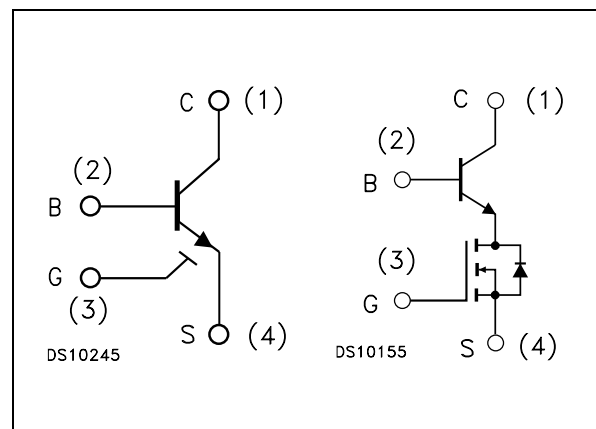 C (1)
(2)
B
G
(3)
S (4)
DS10245
C (1)
(2)
B
(3)
G
S (4)
DS10155